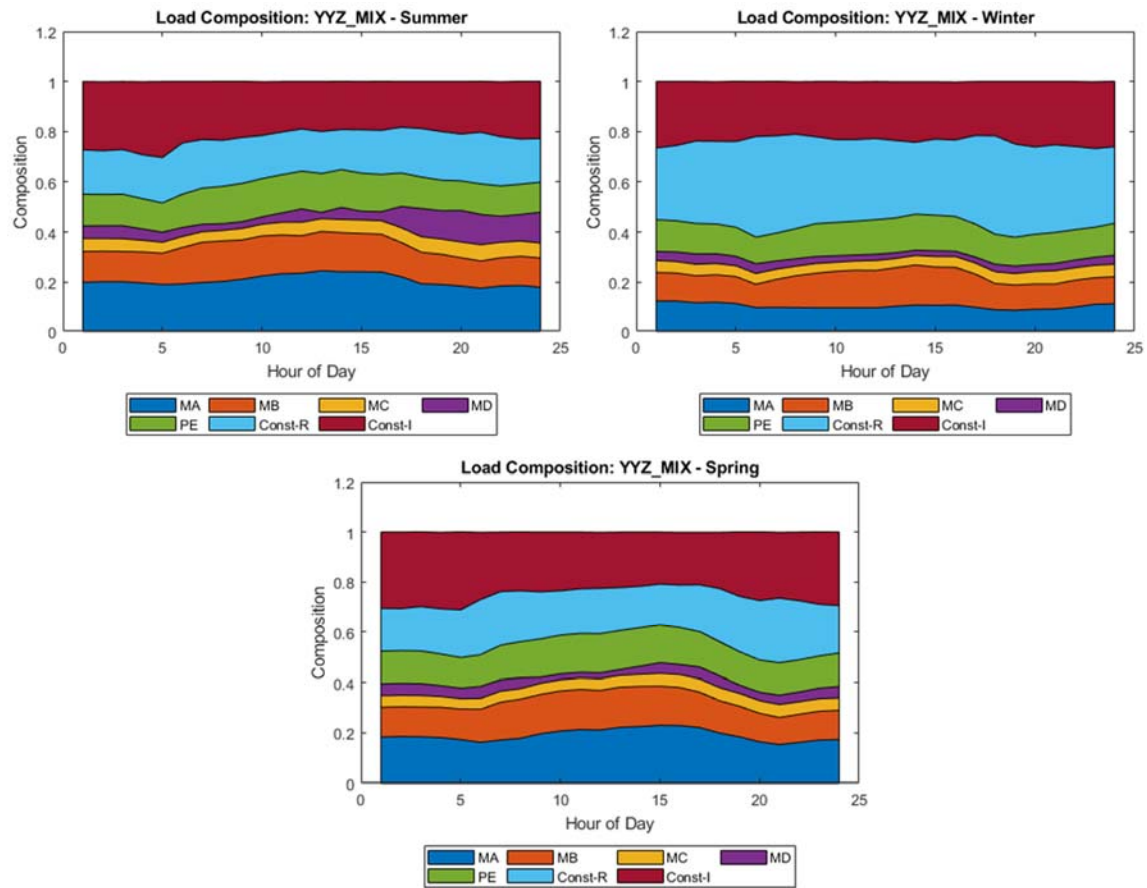 Load Composition: YYZ_MIX - Summer
1.2
1
0.8
0.6
0.4
0.2
0
Composition
0 5 10 15 20 25
Hour of Day
MA MB MC MD
PE Const-R Const-I
Load Composition: YYZ_MIX - Winter
1.2
1
0.8
0.6
0.4
0.2
0
Composition
0 5 10 15 20 25
Hour of Day
MA MB MC MD
PE Const-R Const-I
Load Composition: YYZ_MIX - Spring
1.2
1
0.8
0.6
0.4
0.2
0
Composition
0 5 10 15 20 25
Hour of Day
MA MB MC MD
PE Const-R Const-I